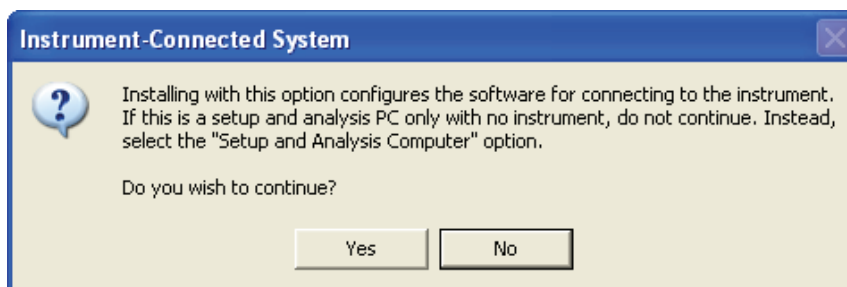 Instrument-Connected System
Installing with this option configures the software for connecting to the instrument.
If this is a setup and analysis PC only with no instrument, do not continue. Instead,
select the "Setup and Analysis Computer" option.
Do you wish to continue?
Yes
No